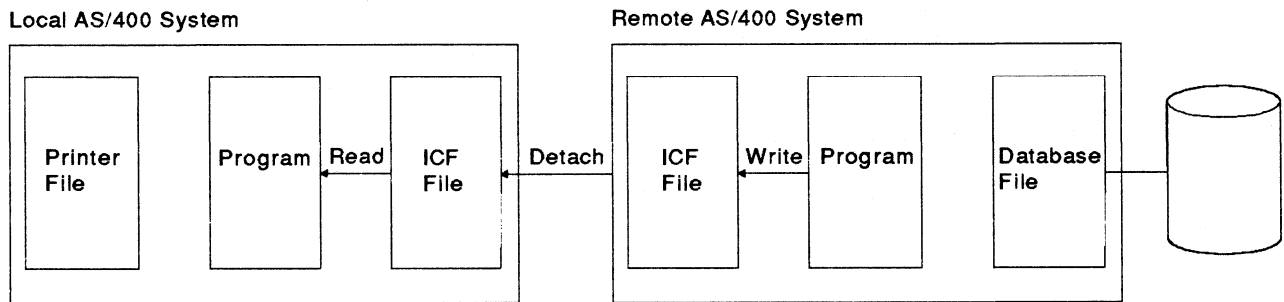 Local AS/400 System
Remote AS/400 System
Printer
File
Program
Read
ICF
File
Detach
ICF
File
Write
Program
Database
File